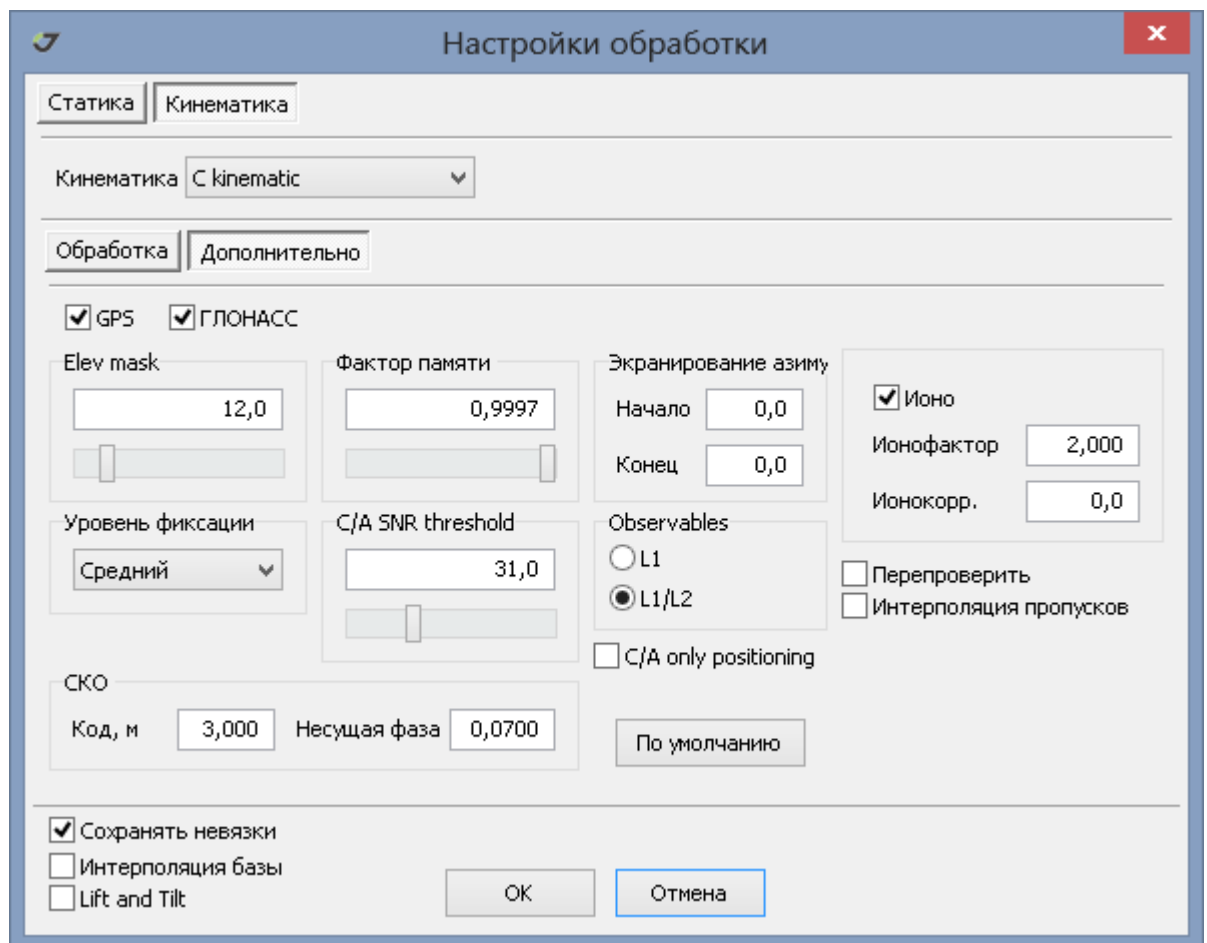 Настройки обработки
Статика Кинематика
Кинематика C kinematic
Обработка Дополнительно
GPS ГЛОНАСС
Elev mask Фактор памяти Экранирование азиму
12,0 0,9997 Начало 0,0 Ионо
Конец 0,0 Ионофактор 2,000
Ионокорр. 0,0
Уровень фиксации C/A SNR threshold Observables
Средний 31,0 L1
L1/L2 Перепроверить
Интерполяция пропусков
C/A only positioning
СКО
Код, м 3,000 Несущая фаза 0,0700 По умолчанию
Сохранять невязки
Интерполяция базы
Lift and Tilt OK Отмена